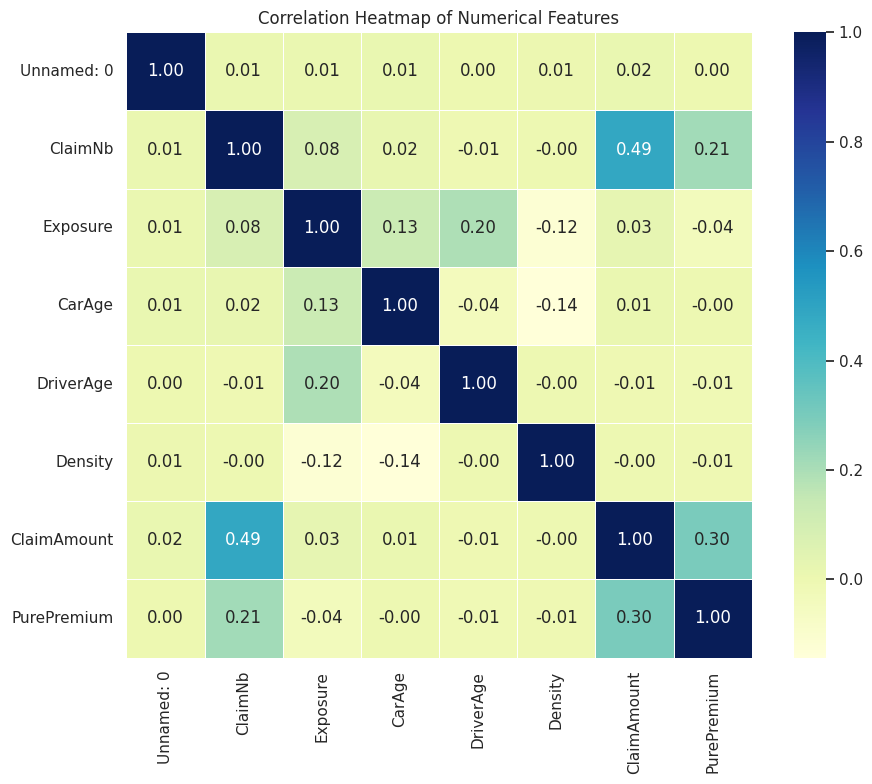 Correlation Heatmap of Numerical Features
Unnamed: 0 1.00 0.01 0.01 0.01 0.00 0.01 0.02 0.00
ClaimNb 0.01 1.00 0.08 0.02 -0.01 -0.00 0.49 0.21
Exposure 0.01 0.08 1.00 0.13 0.20 -0.12 0.03 -0.04
CarAge 0.01 0.02 0.13 1.00 -0.04 -0.14 0.01 -0.00
DriverAge 0.00 -0.01 0.20 -0.04 1.00 -0.00 -0.01 -0.01
Density 0.01 -0.00 -0.12 -0.14 -0.00 1.00 -0.00 -0.01
ClaimAmount 0.02 0.49 0.03 0.01 -0.01 -0.00 1.00 0.30
PurePremium 0.00 0.21 -0.04 -0.00 -0.01 -0.01 0.30 1.00
Unnamed: 0 ClaimNb Exposure CarAge DriverAge Density ClaimAmount PurePremium
1.0
0.8
0.6
0.4
0.2
0.0